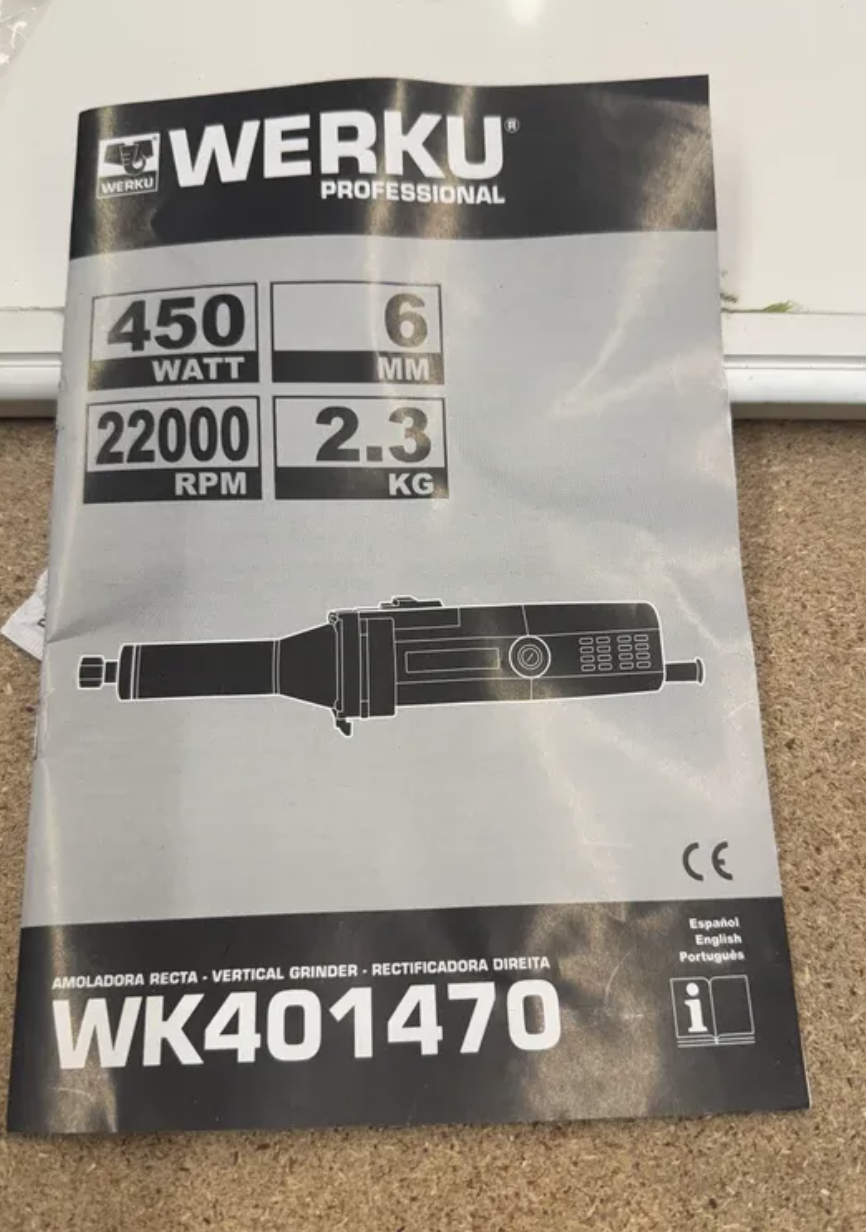 WERKU
WERKU®
PROFESSIONAL
450
WATT
6
MM
22000
RPM
2.3
KG
CE
Español
English
Português
AMOLADORA RECTA - VERTICAL GRINDER - RECTIFICADORA DIREITA
WK401470
i